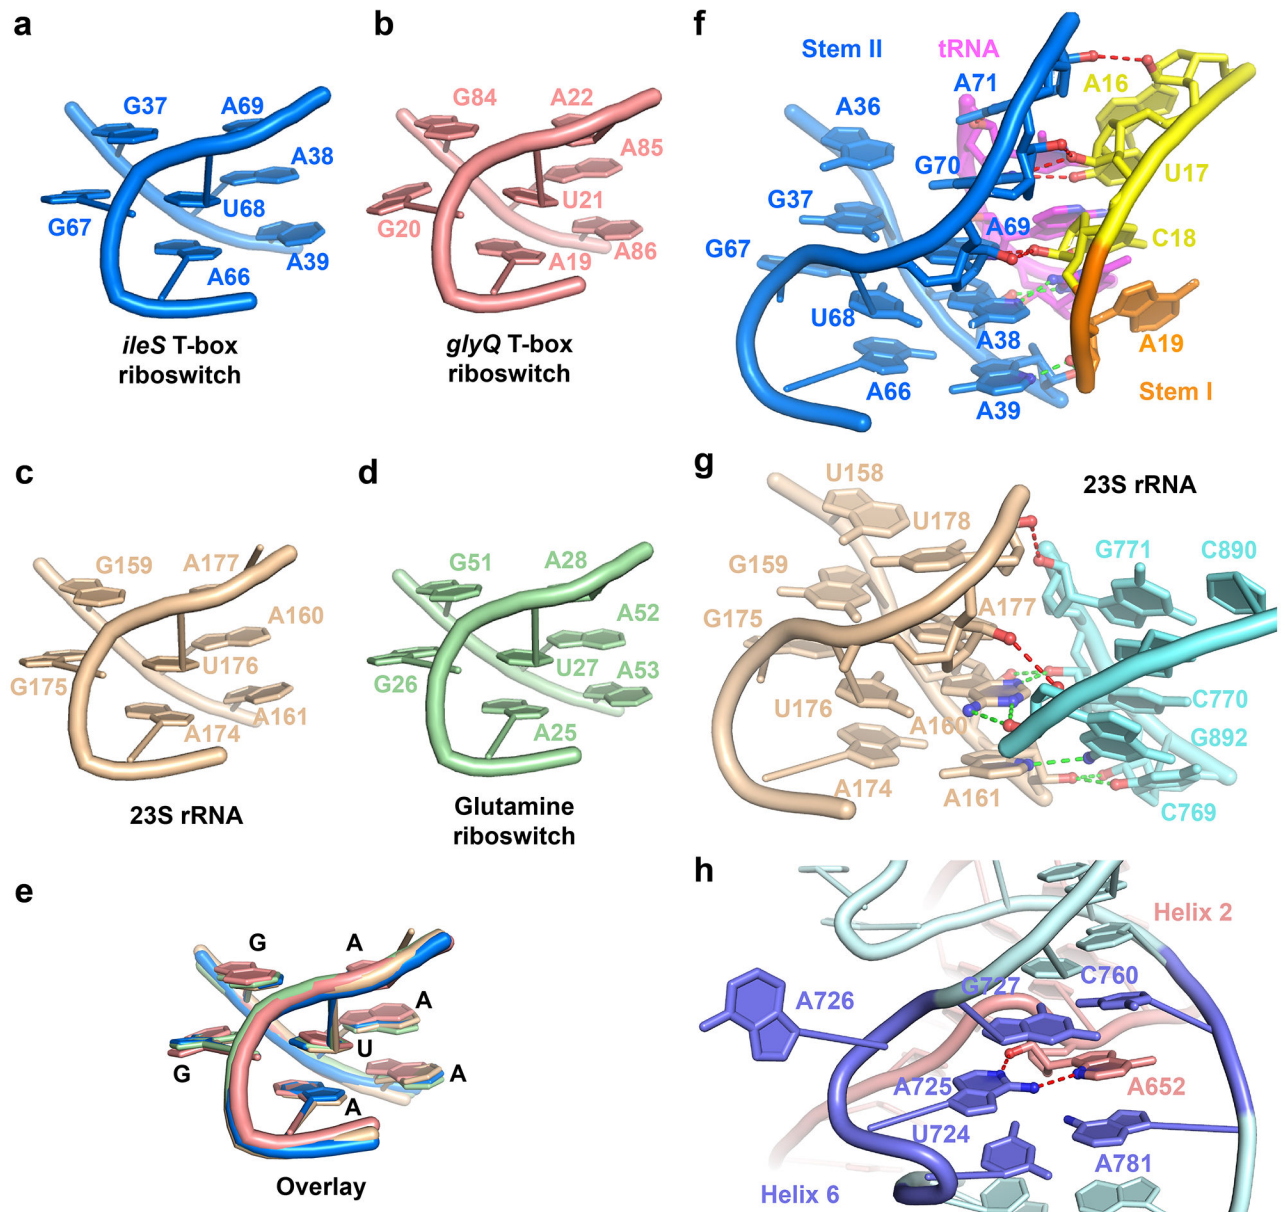 a
G37
A69
A38
U68
G67
A39
A66
ileS T-box
riboswitch
b
G84
A22
A85
U21
G20
A86
A19
glyQ T-box
riboswitch
c
G159
A177
A160
U176
G175
A161
A174
23S rRNA
d
G51
A28
A52
U27
G26
A53
A25
Glutamine
riboswitch
e
G
A
A
U
G
A
A
Overlay
f
Stem II
tRNA
A71
A16
A36
G70
U17
G37
A69
G67
C18
U68
A38
A19
A66
A39
Stem I
g
23S rRNA
U158
U178
G771
C890
G159
A177
G175
C770
U176
A160
G892
A174
A161
C769
h
Helix 2
C760
G727
A726
A725
A652
U724
A781
Helix 6